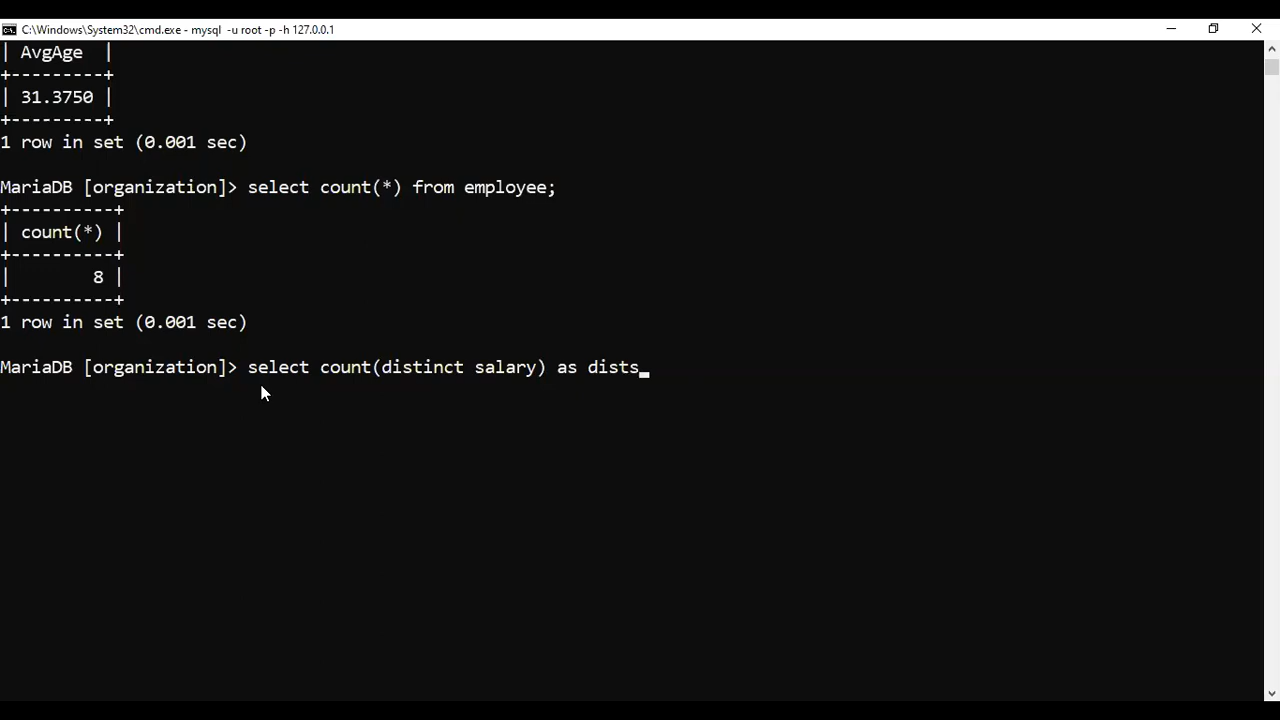 C:\Windows\System32\cmd.exe - mysql  -u root -p -h 127.0.0.1
| AvgAge  |
+---------+
| 31.3750 |
+---------+
1 row in set (0.001 sec)
MariaDB [organization]> select count(*) from employee;
+----------+
| count(*) |
+----------+
|        8 |
+----------+
1 row in set (0.001 sec)
MariaDB [organization]> select count(distinct salary) as dists_